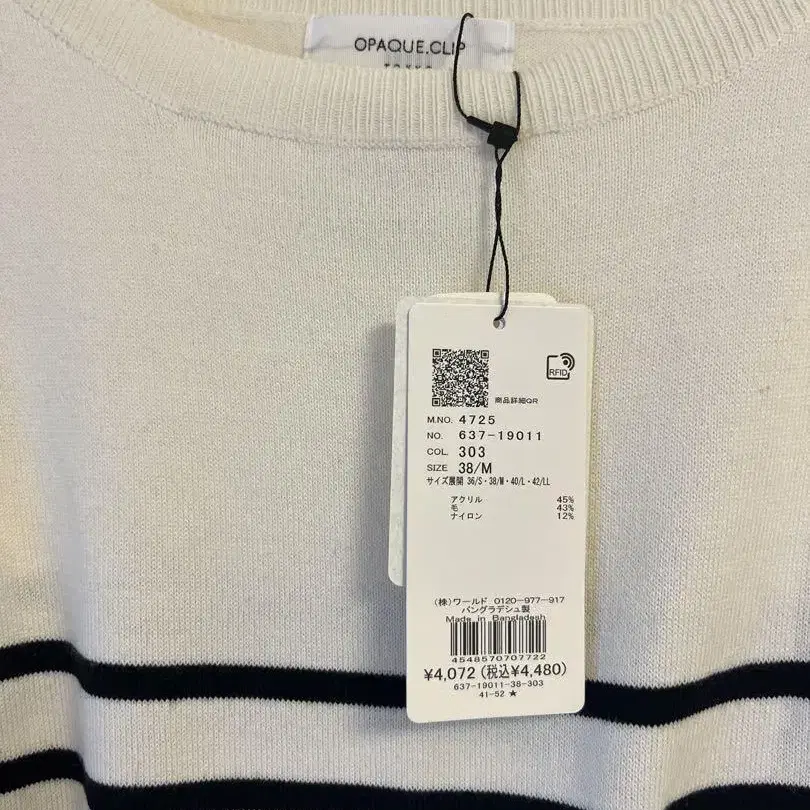 OPAQUE.CLIP
RFID
商品詳細QR
M.NO. 4725
NO. 637-19011
COL. 303
SIZE 38/M
サイズ展開 36/S・38/M・40/L・42/LL
アクリル 45%
毛 43%
ナイロン 12%
(株)ワールド 0120-977-917
バングラデシュ製
Made in Bangladesh
4548570707722
¥4,072 (税込¥4,480)
637-19011-38-303
41-52 ★